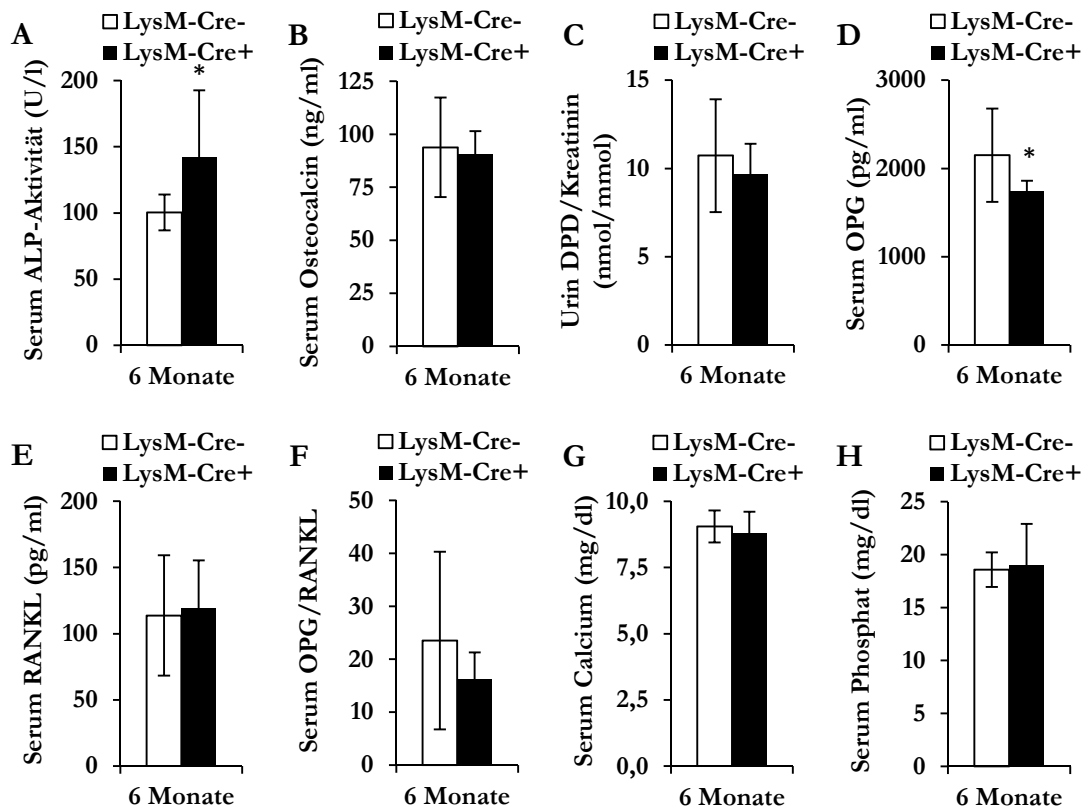 A
LysM-Cre-
LysM-Cre+
Serum ALP-Aktivität (U/l)
200
150
100
50
0
*
6 Monate
B
LysM-Cre-
LysM-Cre+
Serum Osteocalcin (ng/ml)
125
100
75
50
25
0
6 Monate
C
LysM-Cre-
LysM-Cre+
Urin DPD/Kreatinin
(nmol/mmol)
15
10
5
0
6 Monate
D
LysM-Cre-
LysM-Cre+
Serum OPG (pg/ml)
3000
2000
1000
0
*
6 Monate
E
LysM-Cre-
LysM-Cre+
Serum RANKL (pg/ml)
200
150
100
50
0
6 Monate
F
LysM-Cre-
LysM-Cre+
Serum OPG/RANKL
50
40
30
20
10
0
6 Monate
G
LysM-Cre-
LysM-Cre+
Serum Calcium (mg/dl)
10,0
7,5
5,0
2,5
0,0
6 Monate
H
LysM-Cre-
LysM-Cre+
Serum Phosphat (mg/dl)
25
20
15
10
5
0
6 Monate